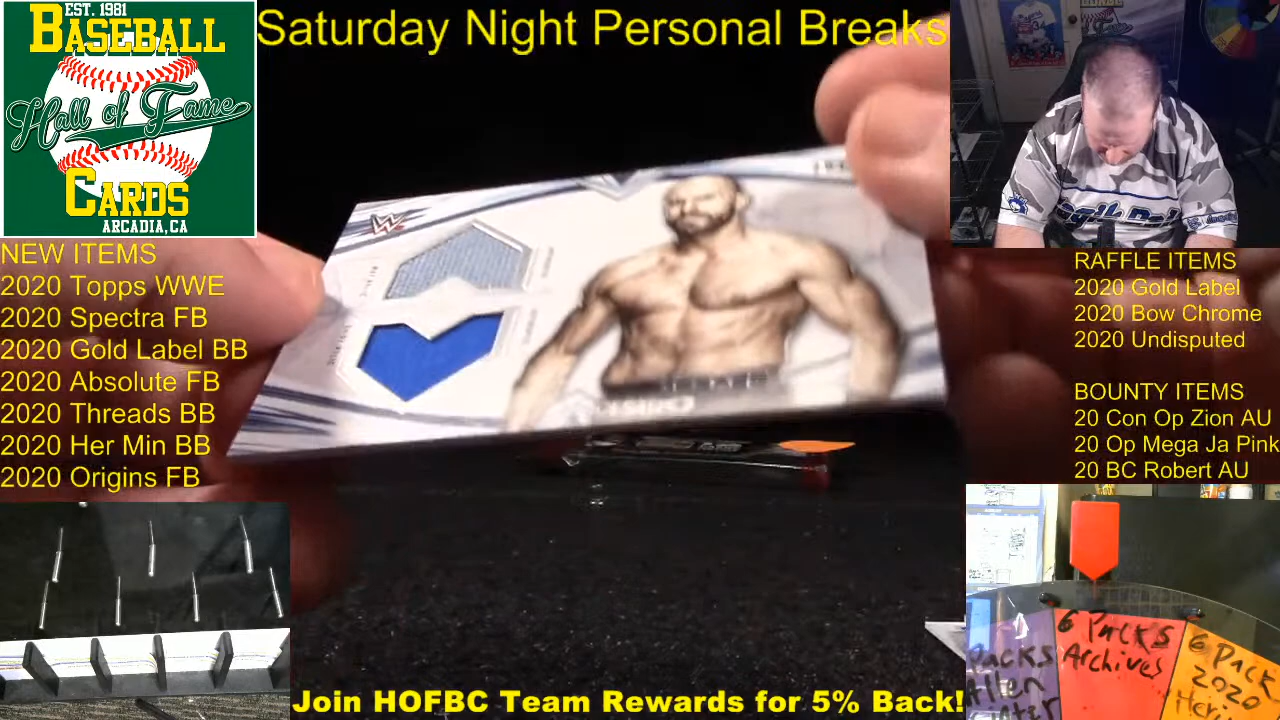 EST. 1981
BASEBALL
Hall of Fame
CARDS
ARCADIA, CA
Saturday Night Personal Breaks
NEW ITEMS
2020 Topps WWE
2020 Spectra FB
2020 Gold Label BB
2020 Absolute FB
2020 Threads BB
2020 Her Min BB
2020 Origins FB
RAFFLE ITEMS
2020 Gold Label
2020 Bow Chrome
2020 Undisputed
BOUNTY ITEMS
20 Con Op Zion AU
20 Op Mega Ja Pink
20 BC Robert AU
6 Packs
Archives
6 Pack
2020
Join HOFBC Team Rewards for 5% Back!